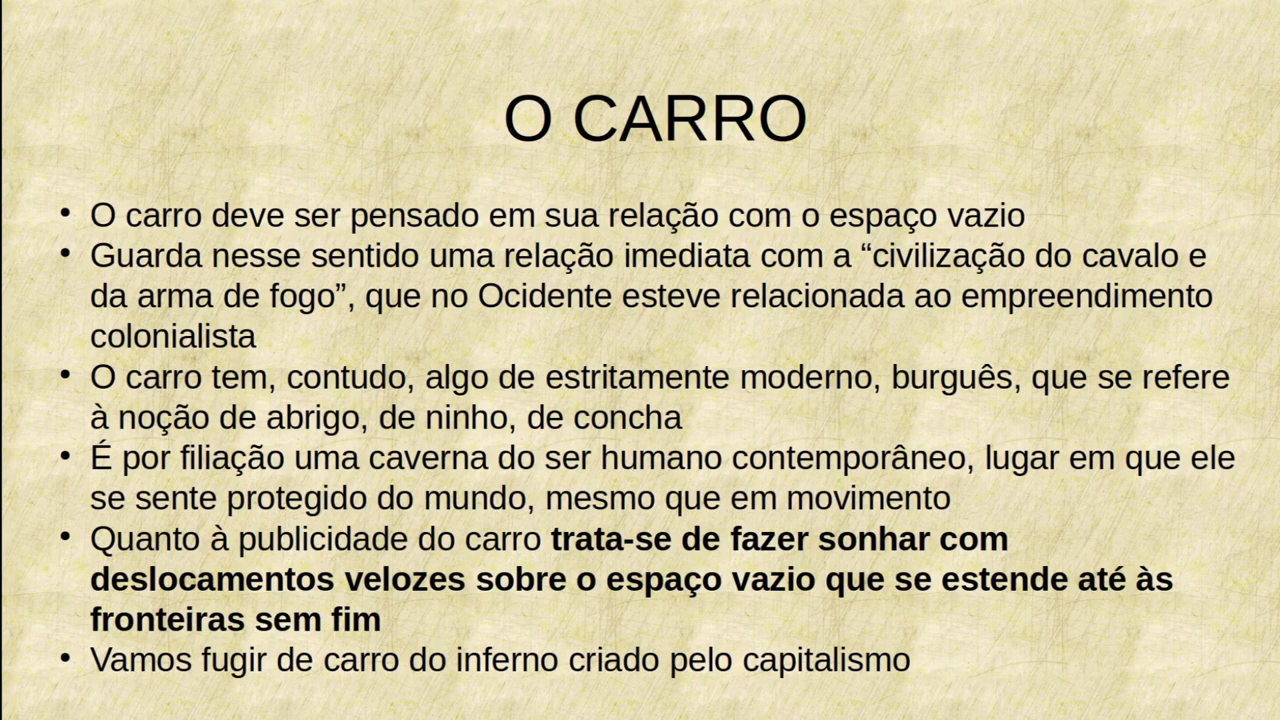 O CARRO
• O carro deve ser pensado em sua relação com o espaço vazio
• Guarda nesse sentido uma relação imediata com a “civilização do cavalo e
da arma de fogo”, que no Ocidente esteve relacionada ao empreendimento
colonialista
• O carro tem, contudo, algo de estritamente moderno, burguês, que se refere
à noção de abrigo, de ninho, de concha
• É por filiação uma caverna do ser humano contemporâneo, lugar em que ele
se sente protegido do mundo, mesmo que em movimento
• Quanto à publicidade do carro trata-se de fazer sonhar com
deslocamentos velozes sobre o espaço vazio que se estende até às
fronteiras sem fim
• Vamos fugir de carro do inferno criado pelo capitalismo